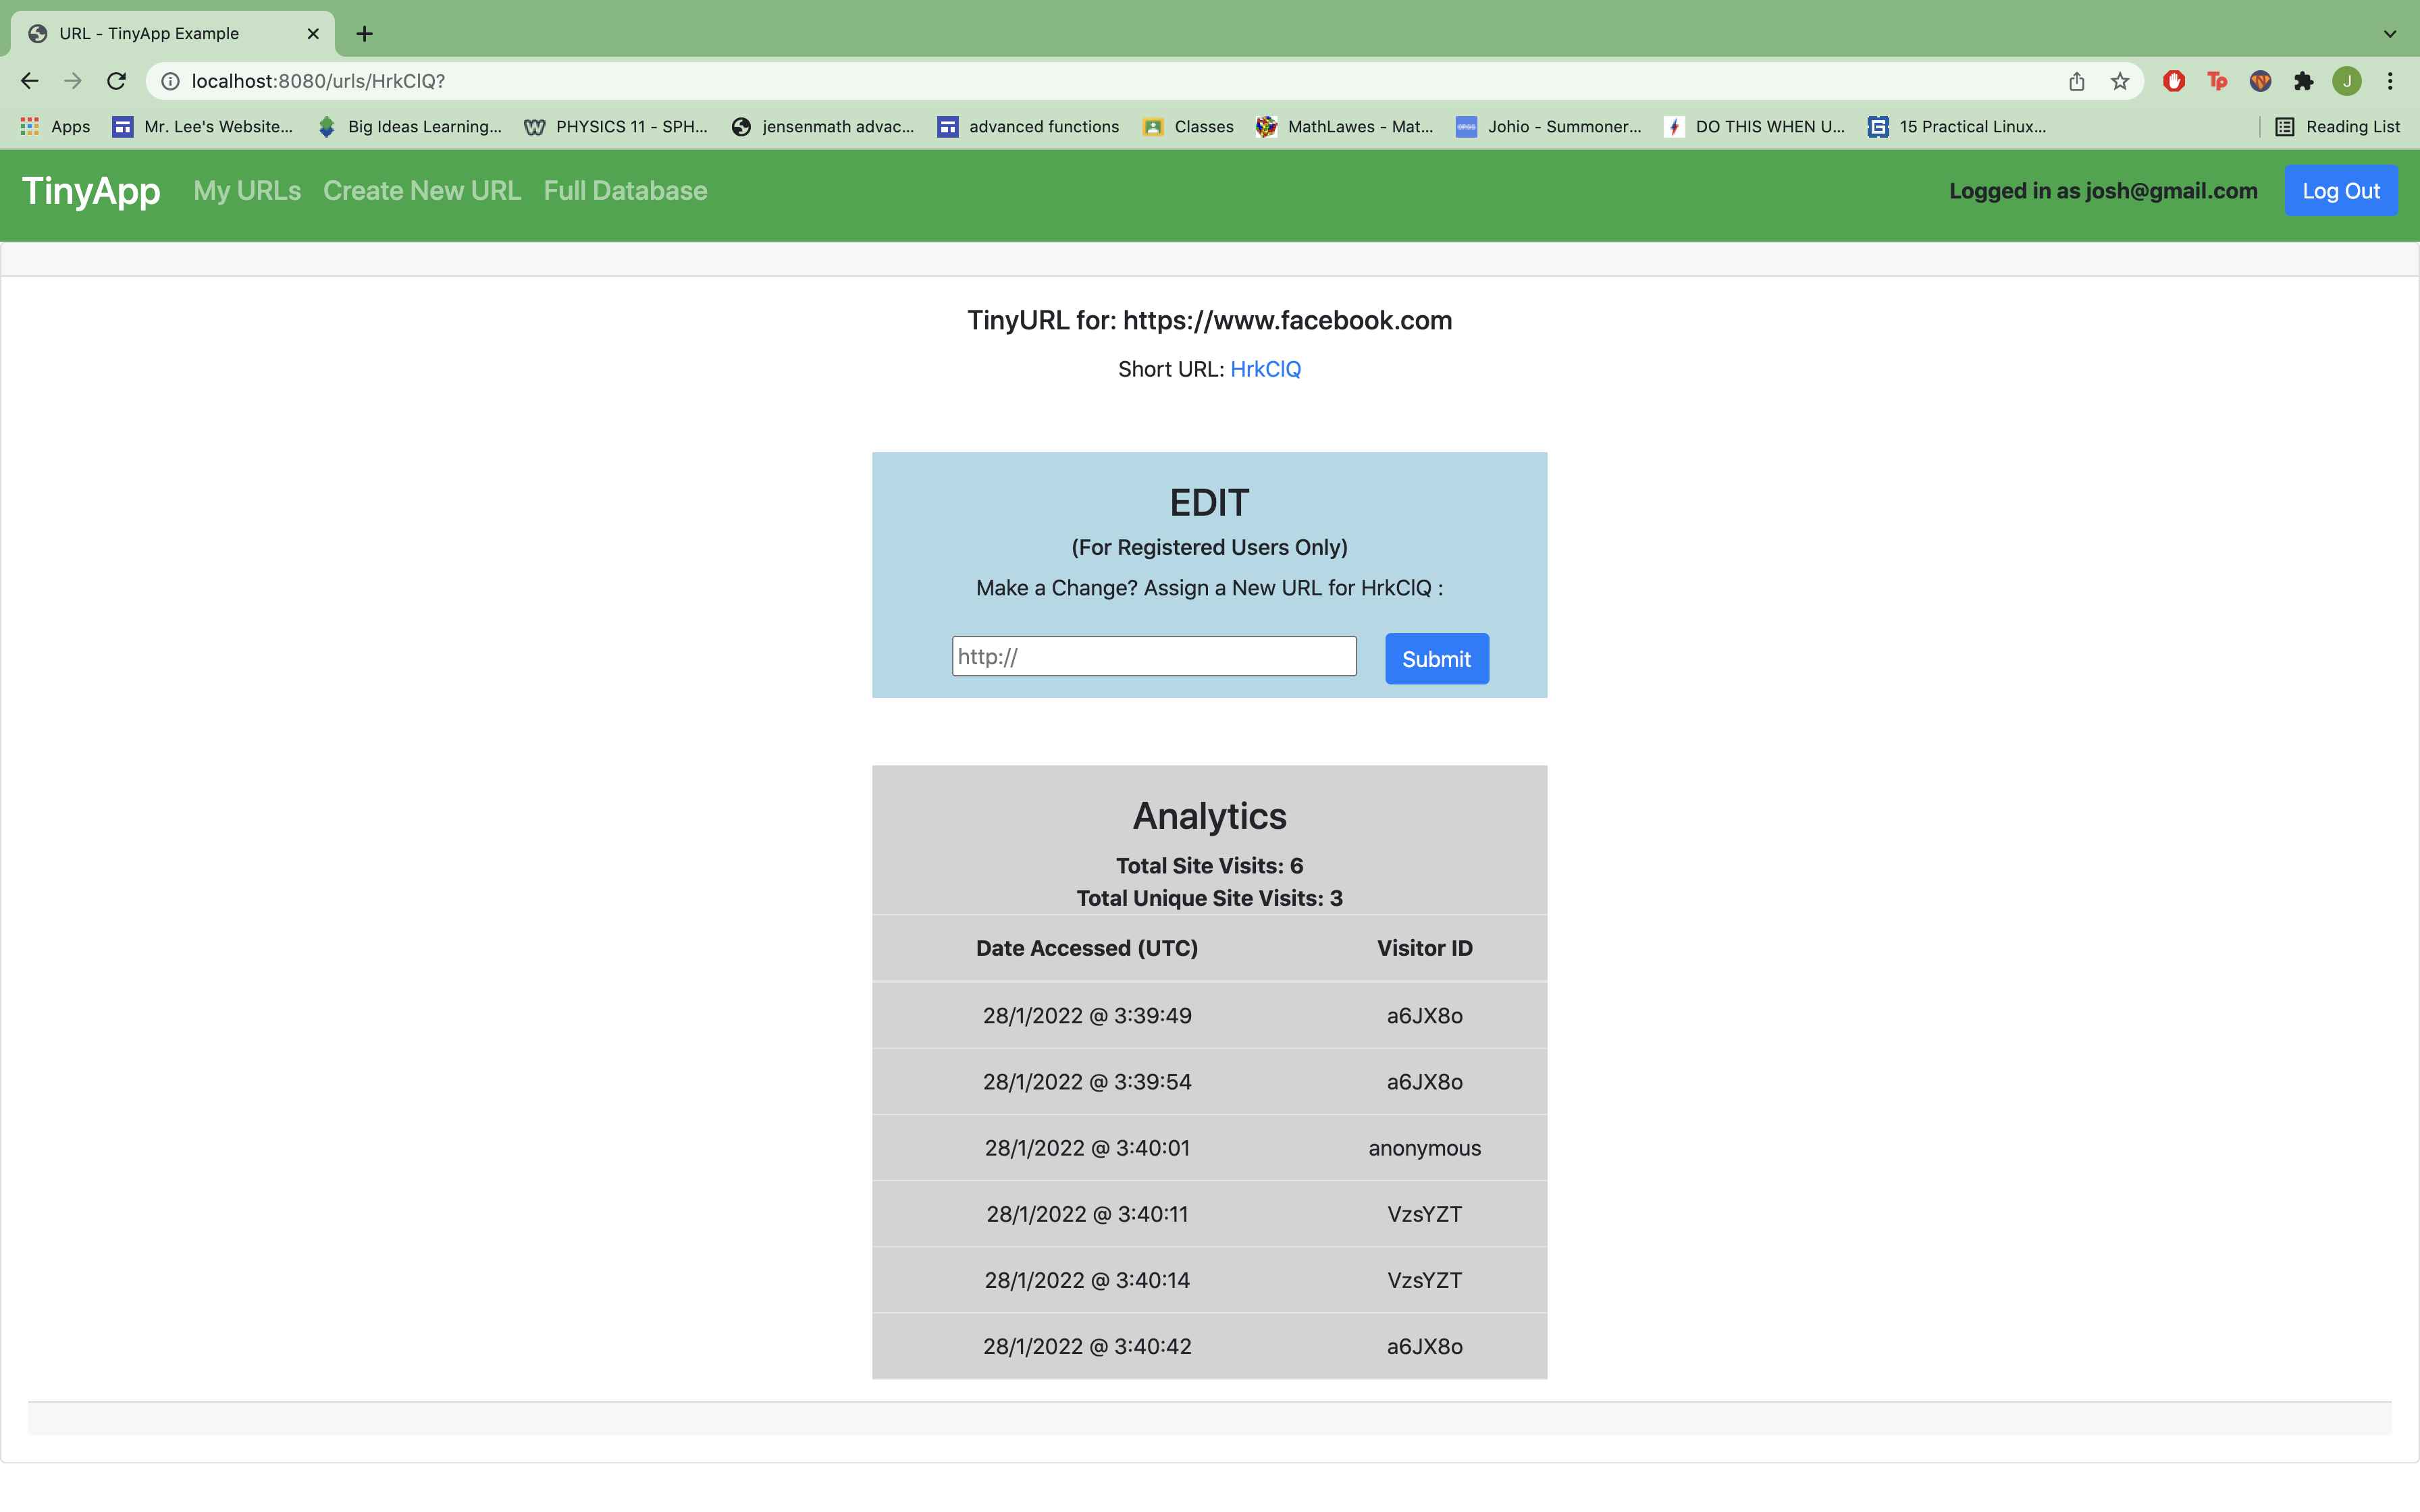 URL - TinyApp Example
localhost:8080/urls/HrkClQ?
Apps Mr. Lee's Website... Big Ideas Learning... PHYSICS 11 - SPH... jensenmath advac... advanced functions Classes MathLawes - Mat... Johio - Summoner... DO THIS WHEN U... 15 Practical Linux... Reading List
TinyApp My URLs Create New URL Full Database Logged in as josh@gmail.com Log Out
TinyURL for: https://www.facebook.com
Short URL: HrkClQ
EDIT
(For Registered Users Only)
Make a Change? Assign a New URL for HrkClQ :
http:// Submit
Analytics
Total Site Visits: 6
Total Unique Site Visits: 3
Date Accessed (UTC) Visitor ID
28/1/2022 @ 3:39:49 a6JX8o
28/1/2022 @ 3:39:54 a6JX8o
28/1/2022 @ 3:40:01 anonymous
28/1/2022 @ 3:40:11 VzsYZT
28/1/2022 @ 3:40:14 VzsYZT
28/1/2022 @ 3:40:42 a6JX8o